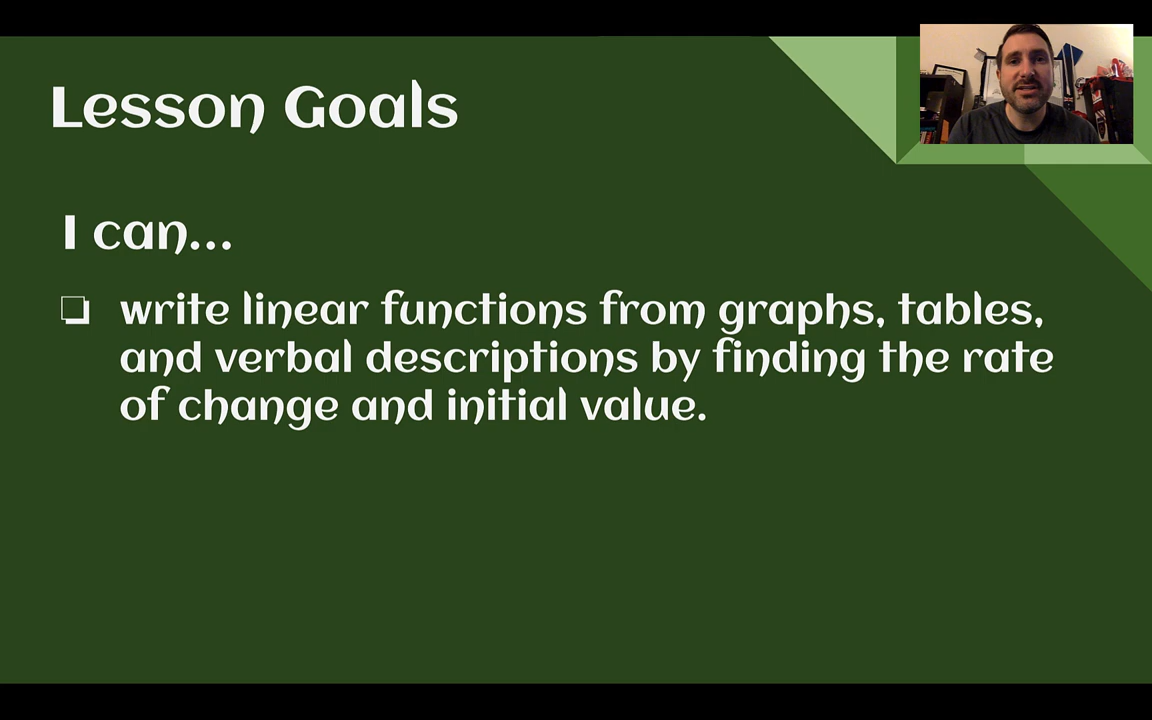 Lesson Goals
I can...
write linear functions from graphs, tables,
and verbal descriptions by finding the rate
of change and initial value.